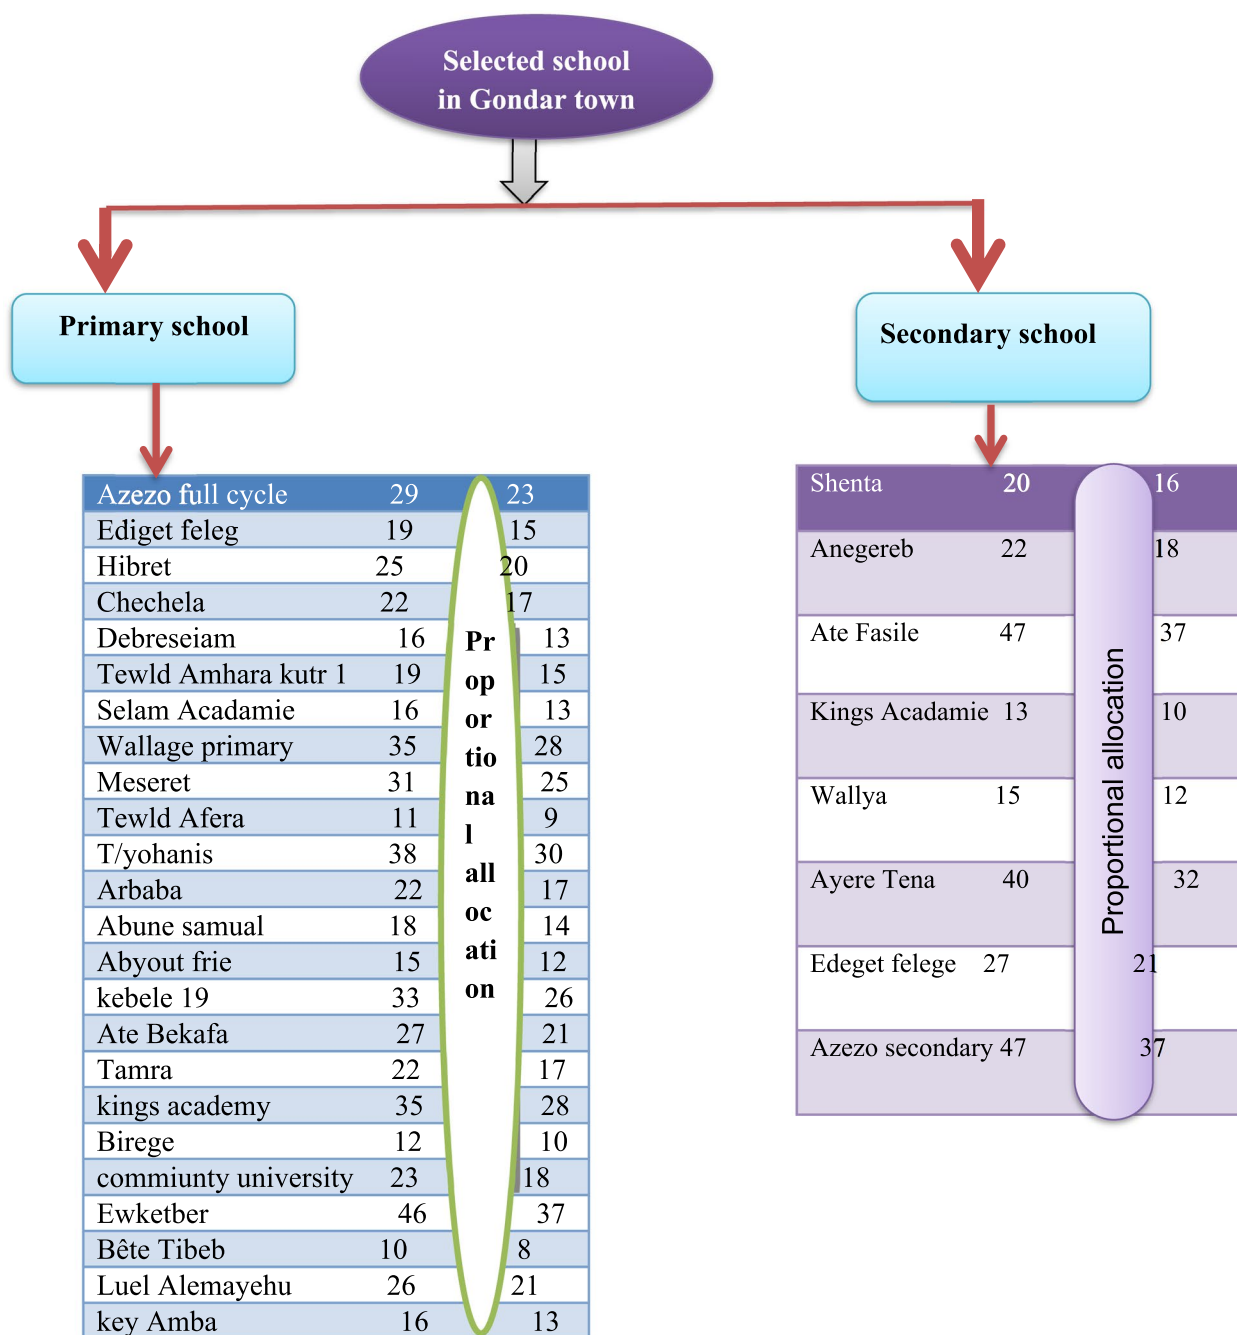 Selected school
in Gondar town
Primary school
Secondary school
Azezo full cycle 29 23
Ediget feleg 19 15
Hibret 25 20
Chechela 22 17
Debreseiam 16 13
Tewld Amhara kutr 1 19 15
Selam Acadamie 16 13
Wallage primary 35 28
Meseret 31 25
Tewld Afera 11 9
T/yohanis 38 30
Arbaba 22 17
Abune samual 18 14
Abyout frie 15 12
kebele 19 33 26
Ate Bekafa 27 21
Tamra 22 17
kings academy 35 28
Birege 12 10
commiunty university 23 18
Ewketber 46 37
Bête Tibeb 10 8
Luel Alemayehu 26 21
key Amba 16 13
Pr
op
or
tio
na
l
all
oc
ati
on
Shenta 20 16
Anegereb 22 18
Ate Fasile 47 37
Kings Acadamie 13 10
Wallya 15 12
Ayere Tena 40 32
Edeget felege 27 21
Azezo secondary 47 37
Proportional allocation